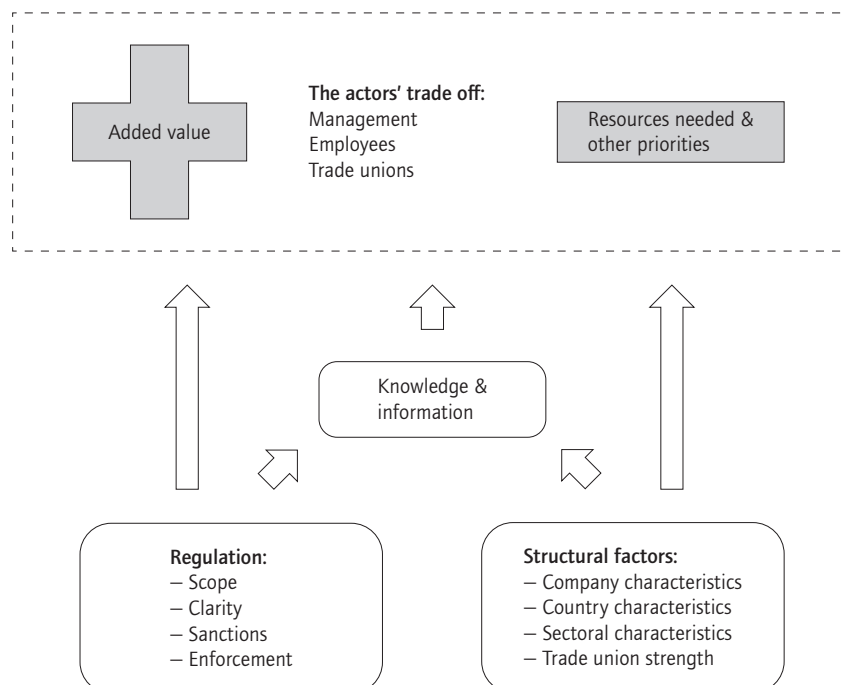 Added value
The actors’ trade off:
Management
Employees
Trade unions
Resources needed &
other priorities
Knowledge &
information
Regulation:
– Scope
– Clarity
– Sanctions
– Enforcement
Structural factors:
– Company characteristics
– Country characteristics
– Sectoral characteristics
– Trade union strength